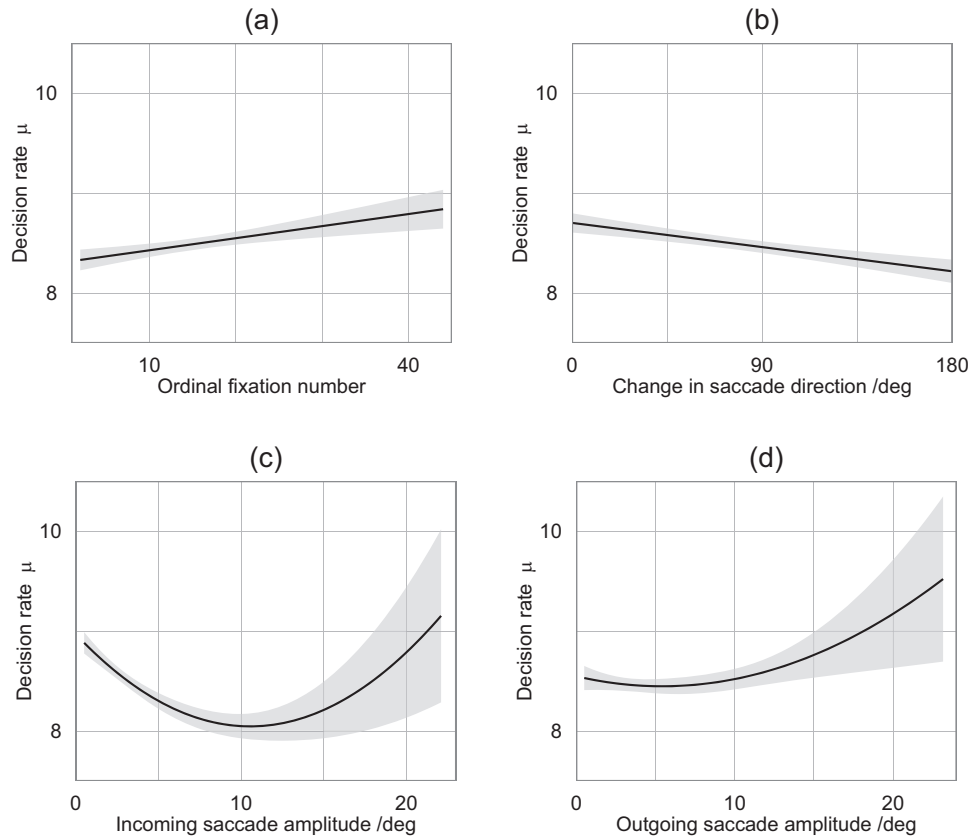 (a)
Decision rate μ
10
8
10
40
Ordinal fixation number
(b)
Decision rate μ
10
8
0
90
180
Change in saccade direction /deg
(c)
Decision rate μ
10
8
0
10
20
Incoming saccade amplitude /deg
(d)
Decision rate μ
10
8
0
10
20
Outgoing saccade amplitude /deg